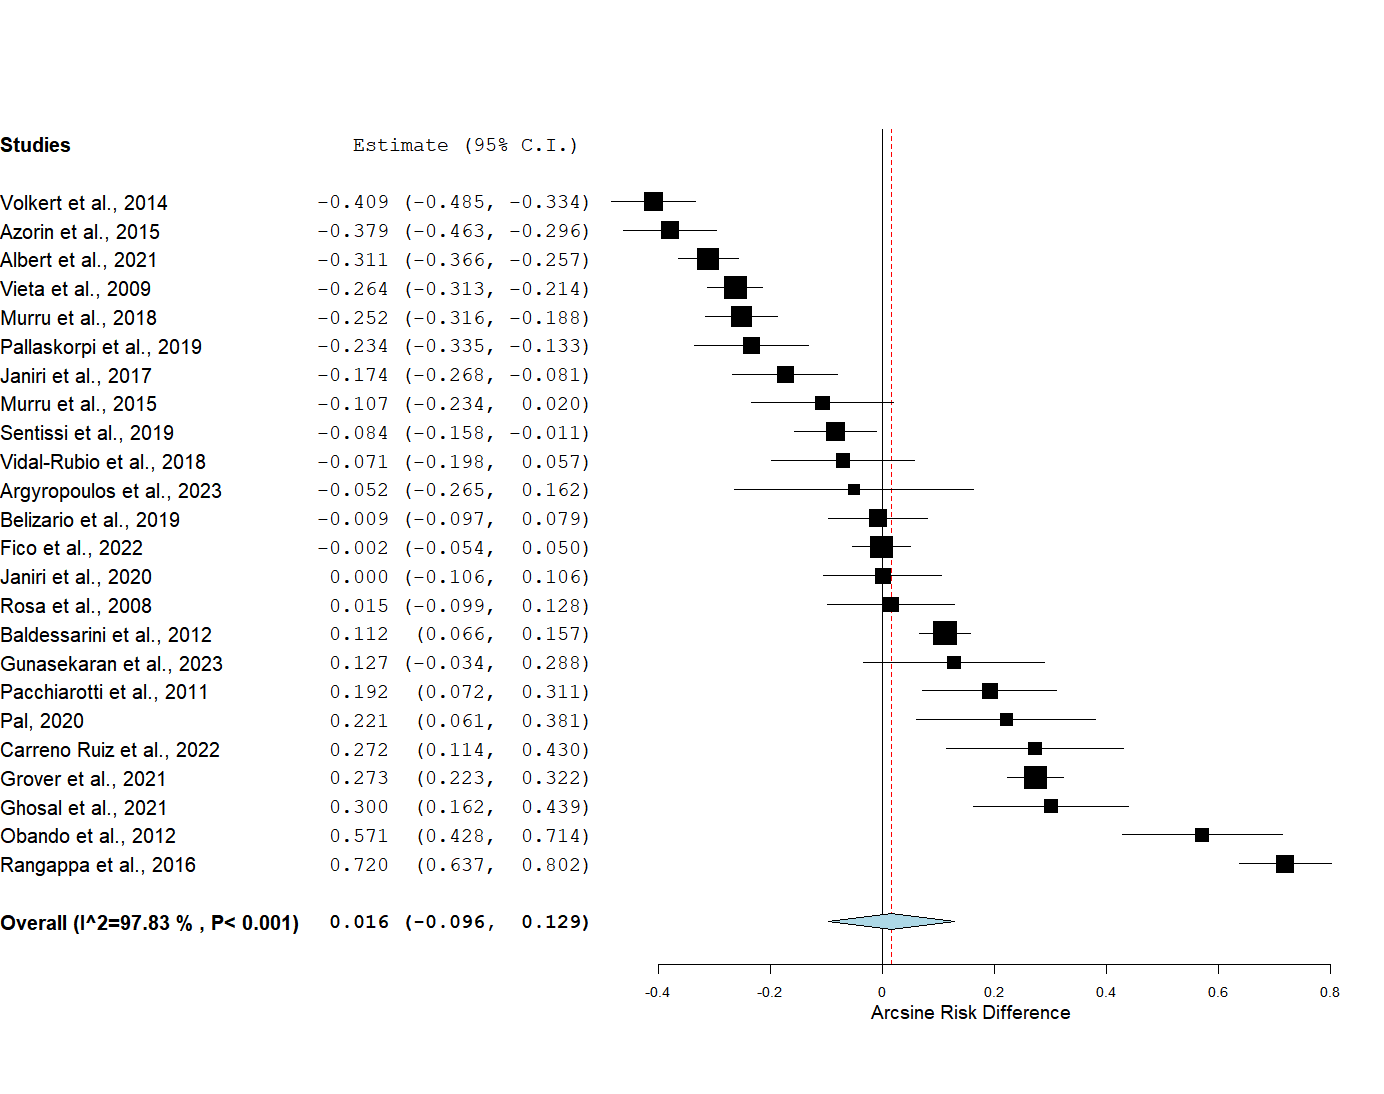 Studies Estimate (95% C.I.)
Volkert et al., 2014 -0.409 (-0.485, -0.334)
Azorin et al., 2015 -0.379 (-0.463, -0.296)
Albert et al., 2021 -0.311 (-0.366, -0.257)
Vieta et al., 2009 -0.264 (-0.313, -0.214)
Murru et al., 2018 -0.252 (-0.316, -0.188)
Pallaskorpi et al., 2019 -0.234 (-0.335, -0.133)
Janiri et al., 2017 -0.174 (-0.268, -0.081)
Murru et al., 2015 -0.107 (-0.234, 0.020)
Sentissi et al., 2019 -0.084 (-0.158, -0.011)
Vidal-Rubio et al., 2018 -0.071 (-0.198, 0.057)
Argyropoulos et al., 2023 -0.052 (-0.265, 0.162)
Belizario et al., 2019 -0.009 (-0.097, 0.079)
Fico et al., 2022 -0.002 (-0.054, 0.050)
Janiri et al., 2020 0.000 (-0.106, 0.106)
Rosa et al., 2008 0.015 (-0.099, 0.128)
Baldessarini et al., 2012 0.112 (0.066, 0.157)
Gunasekaran et al., 2023 0.127 (-0.034, 0.288)
Pacchiarotti et al., 2011 0.192 (0.072, 0.311)
Pal, 2020 0.221 (0.061, 0.381)
Carreno Ruiz et al., 2022 0.272 (0.114, 0.430)
Grover et al., 2021 0.273 (0.223, 0.322)
Ghosal et al., 2021 0.300 (0.162, 0.439)
Obando et al., 2012 0.571 (0.428, 0.714)
Rangappa et al., 2016 0.720 (0.637, 0.802)
Overall (I^2=97.83 % , P< 0.001) 0.016 (-0.096, 0.129)
-0.4 -0.2 0 0.2 0.4 0.6 0.8
Arcsine Risk Difference